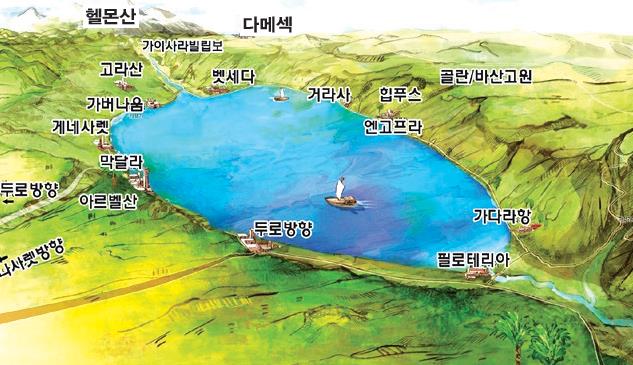 헬몬산
다메섹
가이사랴빌립보
고라산
벳세다
골란/바산고원
가버나움
거라사
힙푸스
게네사렛
엔고프라
막달라
두로방향
아르벨산
가다라항
두로방향
나사렛방향
필로테리아